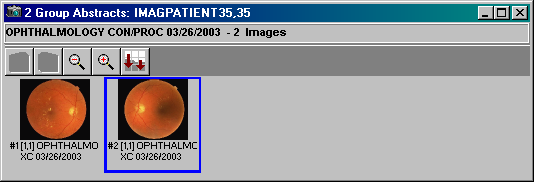 2 Group Abstracts: IMAGPATIENT35,35
OPHTHALMOLOGY CON/PROC 03/26/2003 - 2 Images
#1 [1,1] OPHTHALMO
XC 03/26/2003
#2 [1,1] OPHTHALMO
XC 03/26/2003